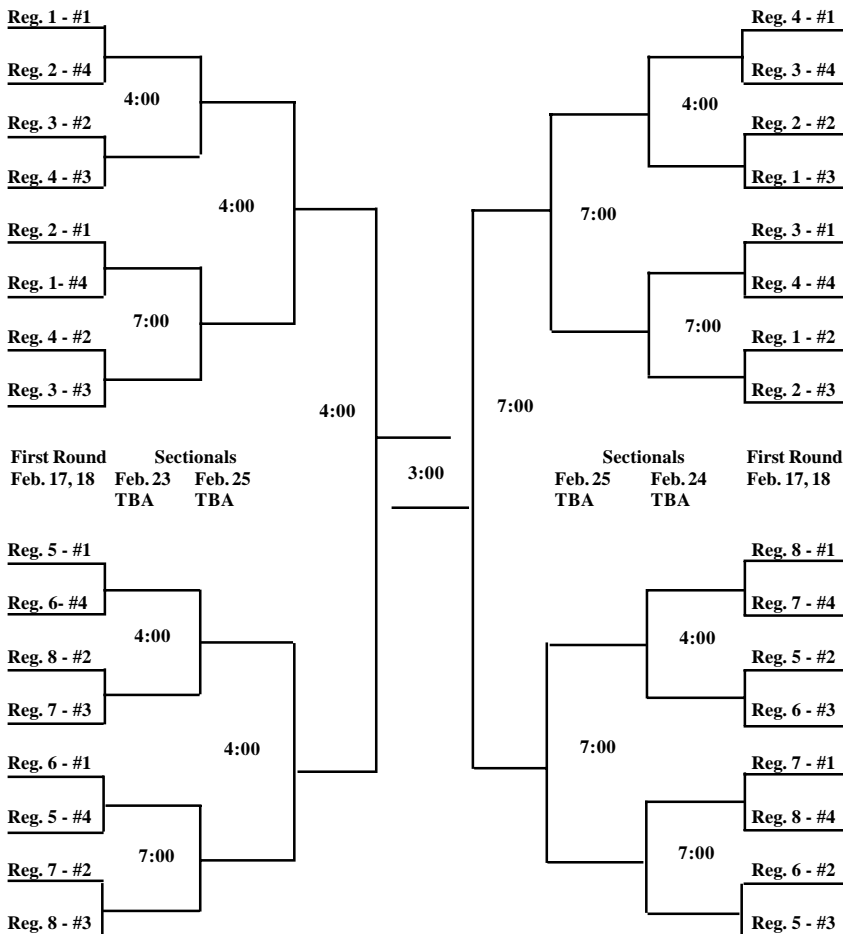 Reg. 1 - #1
Reg. 2 - #4
4:00
Reg. 3 - #2
Reg. 4 - #3
4:00
Reg. 2 - #1
Reg. 1- #4
7:00
Reg. 4 - #2
Reg. 3 - #3
4:00
First Round Sectionals
Feb. 17, 18 Feb. 23 Feb. 25
TBA TBA
Reg. 5 - #1
Reg. 6- #4
4:00
Reg. 8 - #2
Reg. 7 - #3
4:00
Reg. 6 - #1
Reg. 5 - #4
7:00
Reg. 7 - #2
Reg. 8 - #3
3:00
Reg. 4 - #1
Reg. 3 - #4
4:00
Reg. 2 - #2
Reg. 1 - #3
7:00
Reg. 3 - #1
Reg. 4 - #4
7:00
Reg. 1 - #2
Reg. 2 - #3
7:00
Sectionals First Round
Feb. 25 Feb. 24 Feb. 17, 18
TBA TBA
Reg. 8 - #1
Reg. 7 - #4
4:00
Reg. 5 - #2
Reg. 6 - #3
7:00
Reg. 7 - #1
Reg. 8 - #4
7:00
Reg. 6 - #2
Reg. 5 - #3